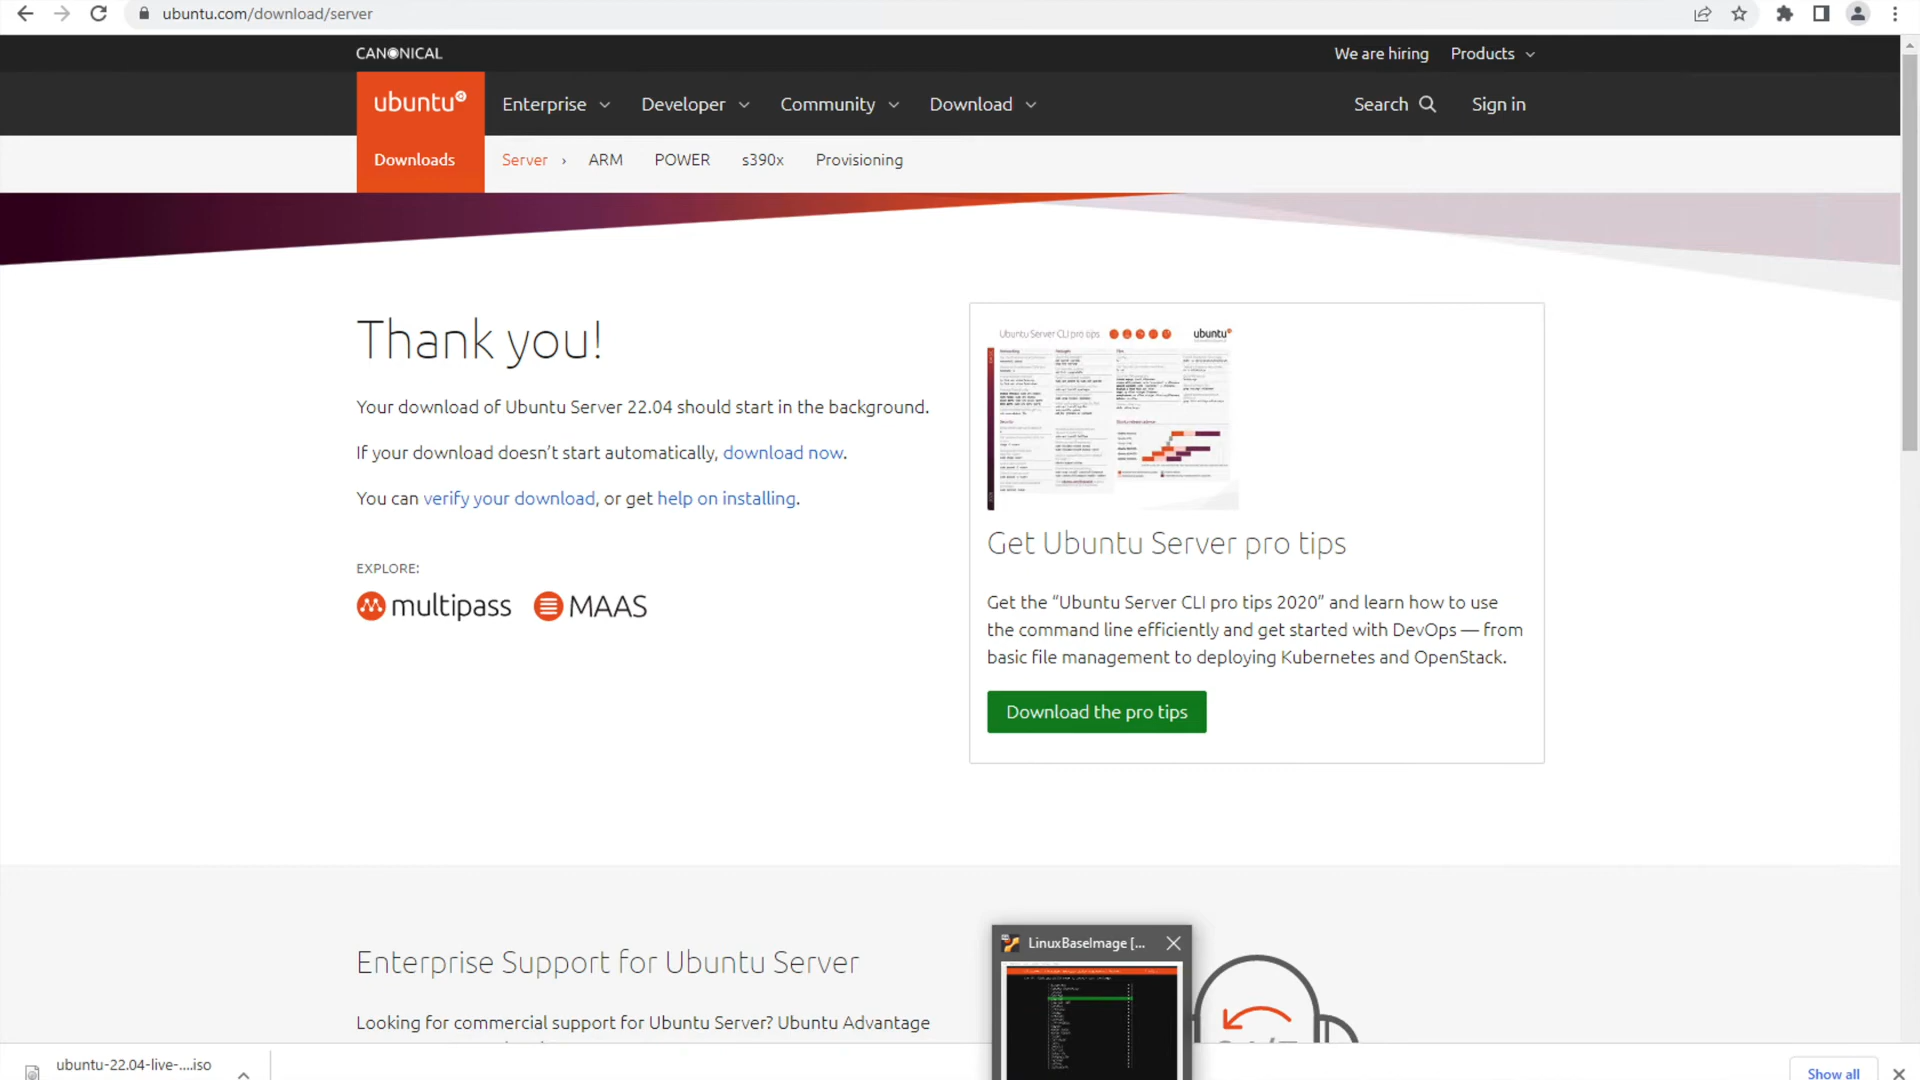 ubuntu.com/download/server
CANONICAL
We are hiring
Products
ubuntu
Enterprise
Developer
Community
Download
Search
Sign in
Downloads
Server
ARM
POWER
s390x
Provisioning
Thank you!
Your download of Ubuntu Server 22.04 should start in the background.
If your download doesn’t start automatically, download now.
You can verify your download, or get help on installing.
EXPLORE:
multipass
MAAS
Ubuntu Server CLI pro tips
ubuntu
Get Ubuntu Server pro tips
Get the “Ubuntu Server CLI pro tips 2020” and learn how to use
the command line efficiently and get started with DevOps — from
basic file management to deploying Kubernetes and OpenStack.
Download the pro tips
Enterprise Support for Ubuntu Server
Looking for commercial support for Ubuntu Server? Ubuntu Advantage
LinuxBaseImage [...
ubuntu-22.04-live-....iso
Show all